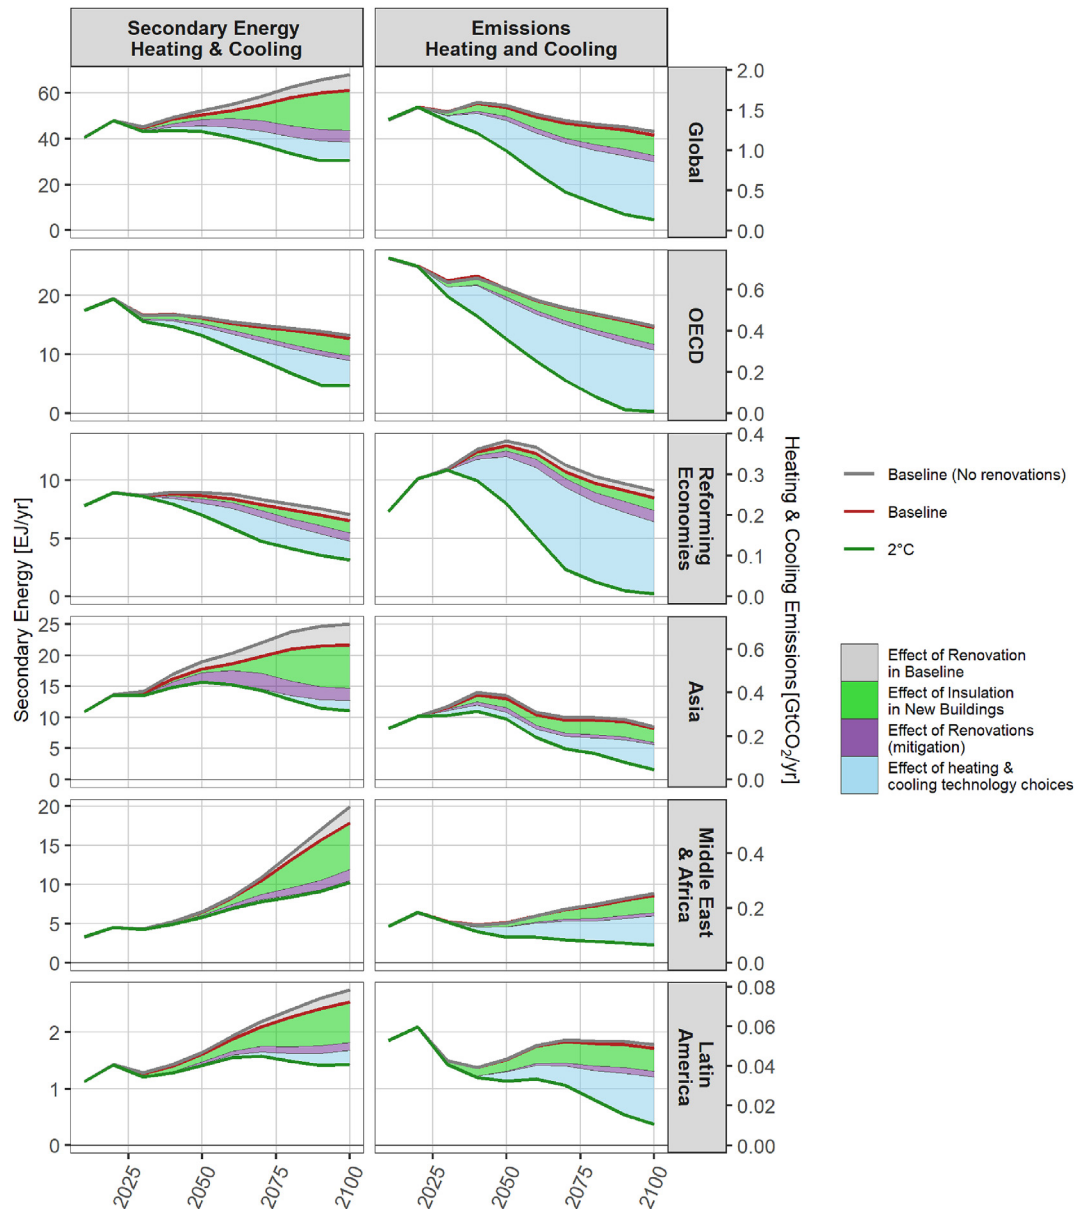 Secondary Energy
Heating & Cooling
Emissions
Heating and Cooling
60
40
20
0
2.0
1.5
1.0
0.5
0.0
Global
20
10
0
0.6
0.4
0.2
0.0
OECD
10
5
0
0.4
0.3
0.2
0.1
0.0
Reforming
Economies
25
20
15
10
5
0
0.6
0.4
0.2
0.0
Asia
20
15
10
5
0
0.4
0.2
0.0
Middle East
& Africa
2
1
0
0.08
0.06
0.04
0.02
0.00
Latin
America
2025
2050
2075
2100
2025
2050
2075
2100
Secondary Energy [EJ/yr]
Heating & Cooling Emissions [GtCO₂/yr]
Baseline (No renovations)
Baseline
2°C
Effect of Renovation
in Baseline
Effect of Insulation
in New Buildings
Effect of Renovations
(mitigation)
Effect of heating &
cooling technology choices